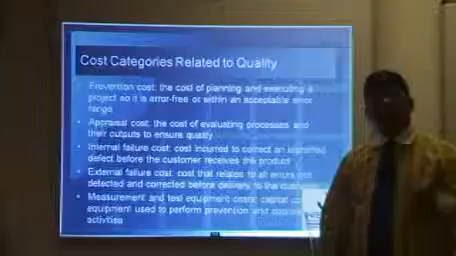 Cost Categories Related to Quality
Prevention cost: the cost of planning and executing a
project so it is error-free or within an acceptable error
range
Appraisal cost: the cost of evaluating processes and
their outputs to ensure quality
Internal failure cost: cost incurred to correct an identified
defect before the customer receives the product
External failure cost: cost that relates to all errors not
detected and corrected before delivery to the
Measurement and test equipment costs: capital
equipment used to perform prevention and
activities